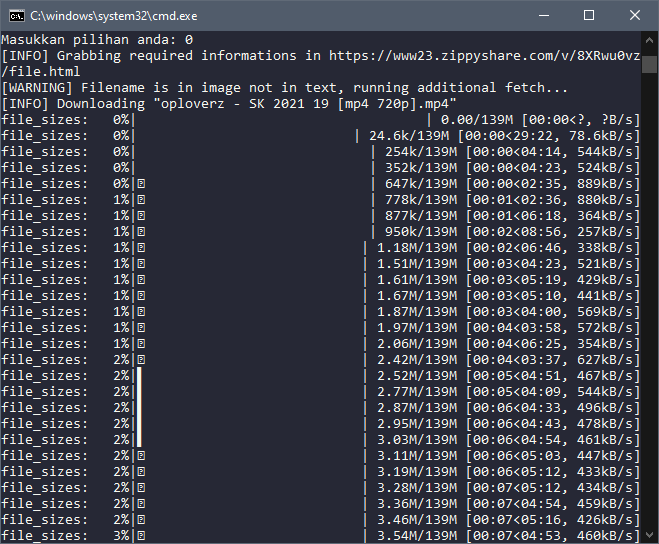 C:\windows\system32\cmd.exe
Masukkan pilihan anda: 0
[INFO] Grabbing required informations in https://www23.zippyshare.com/v/8XRwu0vz
/file.html
[WARNING] Filename is in image not in text, running additional fetch...
[INFO] Downloading "oploverz - SK 2021 19 [mp4 720p].mp4"
file_sizes:   0%| | 0.00/139M [00:00<?, ?B/s]
file_sizes:   0%| | 24.6k/139M [00:00<29:22, 78.6kB/s]
file_sizes:   0%| | 254k/139M [00:00<04:14, 544kB/s]
file_sizes:   0%| | 352k/139M [00:00<04:23, 524kB/s]
file_sizes:   0%| | 647k/139M [00:00<02:35, 889kB/s]
file_sizes:   1%| | 778k/139M [00:01<02:36, 880kB/s]
file_sizes:   1%| | 877k/139M [00:01<06:18, 364kB/s]
file_sizes:   1%| | 950k/139M [00:02<08:56, 257kB/s]
file_sizes:   1%| | 1.18M/139M [00:02<06:46, 338kB/s]
file_sizes:   1%| | 1.51M/139M [00:03<04:23, 521kB/s]
file_sizes:   1%| | 1.61M/139M [00:03<05:19, 429kB/s]
file_sizes:   1%| | 1.67M/139M [00:03<05:10, 441kB/s]
file_sizes:   1%| | 1.87M/139M [00:03<04:00, 569kB/s]
file_sizes:   1%| | 1.97M/139M [00:04<03:58, 572kB/s]
file_sizes:   1%| | 2.06M/139M [00:04<06:25, 354kB/s]
file_sizes:   2%| | 2.42M/139M [00:04<03:37, 627kB/s]
file_sizes:   2%| | 2.52M/139M [00:05<04:51, 467kB/s]
file_sizes:   2%| | 2.77M/139M [00:05<04:09, 544kB/s]
file_sizes:   2%| | 2.87M/139M [00:06<04:33, 496kB/s]
file_sizes:   2%| | 2.95M/139M [00:06<04:43, 478kB/s]
file_sizes:   2%| | 3.03M/139M [00:06<04:54, 461kB/s]
file_sizes:   2%| | 3.11M/139M [00:06<05:03, 447kB/s]
file_sizes:   2%| | 3.19M/139M [00:06<05:12, 433kB/s]
file_sizes:   2%| | 3.28M/139M [00:07<05:12, 434kB/s]
file_sizes:   2%| | 3.36M/139M [00:07<04:54, 459kB/s]
file_sizes:   2%| | 3.46M/139M [00:07<05:16, 426kB/s]
file_sizes:   3%| | 3.54M/139M [00:07<04:53, 460kB/s]